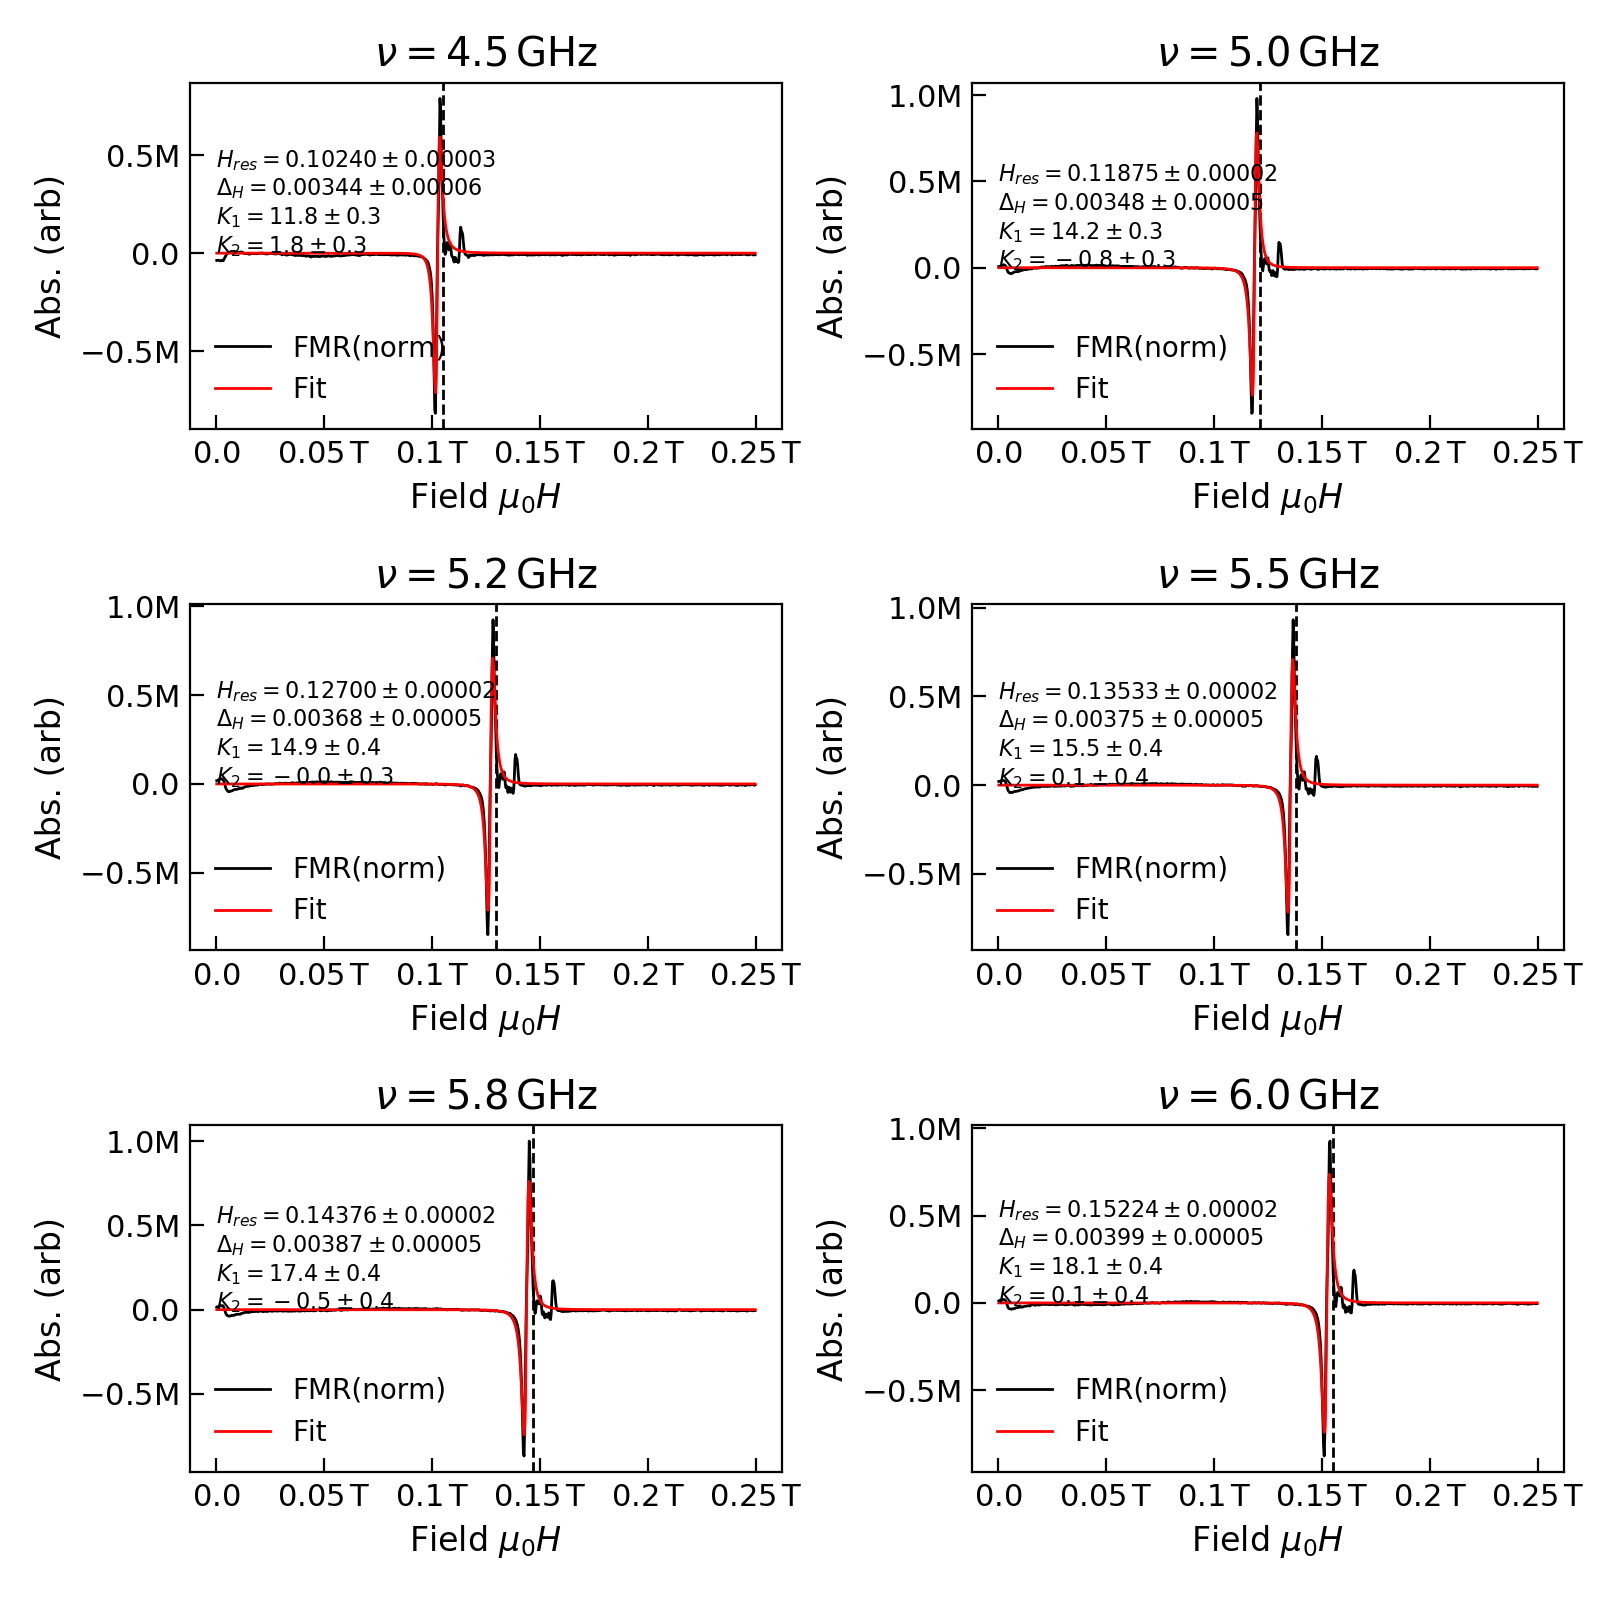 ν = 4.5 GHz
Abs. (arb)
0.5M
0.0
−0.5M
H_res = 0.10240 ± 0.00003
Δ_H = 0.00344 ± 0.00006
K_1 = 11.8 ± 0.3
K_2 = 1.8 ± 0.3
FMR(norm)
Fit
0.0 0.05 T 0.1 T 0.15 T 0.2 T 0.25 T
Field μ_0H
ν = 5.0 GHz
Abs. (arb)
1.0M
0.5M
0.0
−0.5M
H_res = 0.11875 ± 0.00002
Δ_H = 0.00348 ± 0.00005
K_1 = 14.2 ± 0.3
K_2 = −0.8 ± 0.3
FMR(norm)
Fit
0.0 0.05 T 0.1 T 0.15 T 0.2 T 0.25 T
Field μ_0H
ν = 5.2 GHz
Abs. (arb)
1.0M
0.5M
0.0
−0.5M
H_res = 0.12700 ± 0.00002
Δ_H = 0.00368 ± 0.00005
K_1 = 14.9 ± 0.4
K_2 = −0.0 ± 0.3
FMR(norm)
Fit
0.0 0.05 T 0.1 T 0.15 T 0.2 T 0.25 T
Field μ_0H
ν = 5.5 GHz
Abs. (arb)
1.0M
0.5M
0.0
−0.5M
H_res = 0.13533 ± 0.00002
Δ_H = 0.00375 ± 0.00005
K_1 = 15.5 ± 0.4
K_2 = 0.1 ± 0.4
FMR(norm)
Fit
0.0 0.05 T 0.1 T 0.15 T 0.2 T 0.25 T
Field μ_0H
ν = 5.8 GHz
Abs. (arb)
1.0M
0.5M
0.0
−0.5M
H_res = 0.14376 ± 0.00002
Δ_H = 0.00387 ± 0.00005
K_1 = 17.4 ± 0.4
K_2 = −0.5 ± 0.4
FMR(norm)
Fit
0.0 0.05 T 0.1 T 0.15 T 0.2 T 0.25 T
Field μ_0H
ν = 6.0 GHz
Abs. (arb)
1.0M
0.5M
0.0
−0.5M
H_res = 0.15224 ± 0.00002
Δ_H = 0.00399 ± 0.00005
K_1 = 18.1 ± 0.4
K_2 = 0.1 ± 0.4
FMR(norm)
Fit
0.0 0.05 T 0.1 T 0.15 T 0.2 T 0.25 T
Field μ_0H